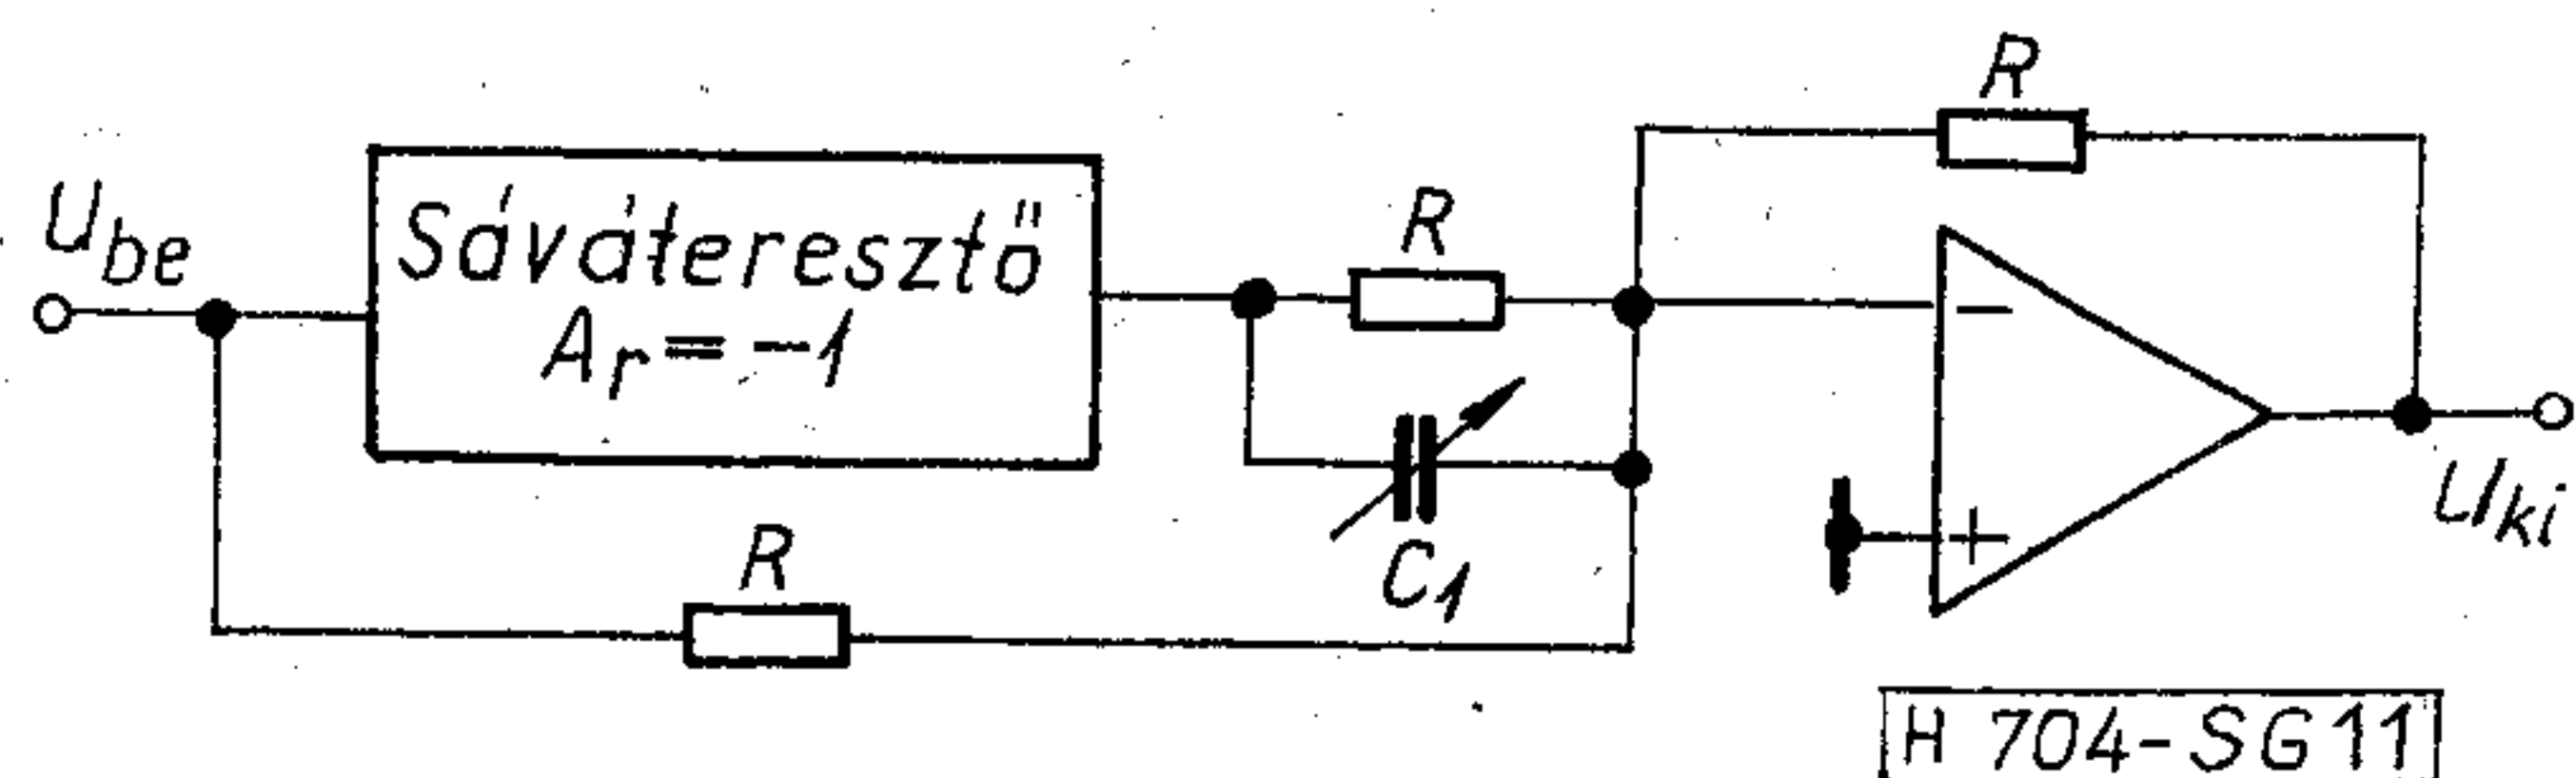 U_be
Sáváteresztő
A_r = -1
R
R
C_1
R
-
+
U_ki
H 704-SG11